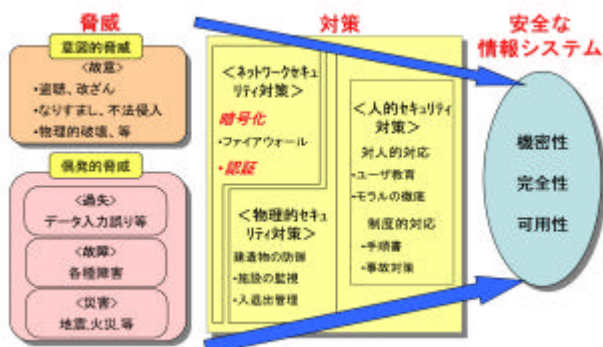 脅威
対策
安全な
情報システム
意図的脅威
<故意>
・盗聴、改ざん
・なりすまし、不法侵入
・物理的破壊、等
偶発的脅威
<過失>
データ入力誤り等
<故障>
各種障害
<災害>
地震、火災、等
<ネットワークセキュ
リティ対策>
暗号化
・ファイアウォール
・認証
<物理的セキュ
リティ対策>
建造物の防御
・施設の監視
・入退出管理
<人的セキュリティ
対策>
対人的対応
・ユーザ教育
・モラルの徹底
制度的対応
・手順書
・事故対策
機密性
完全性
可用性